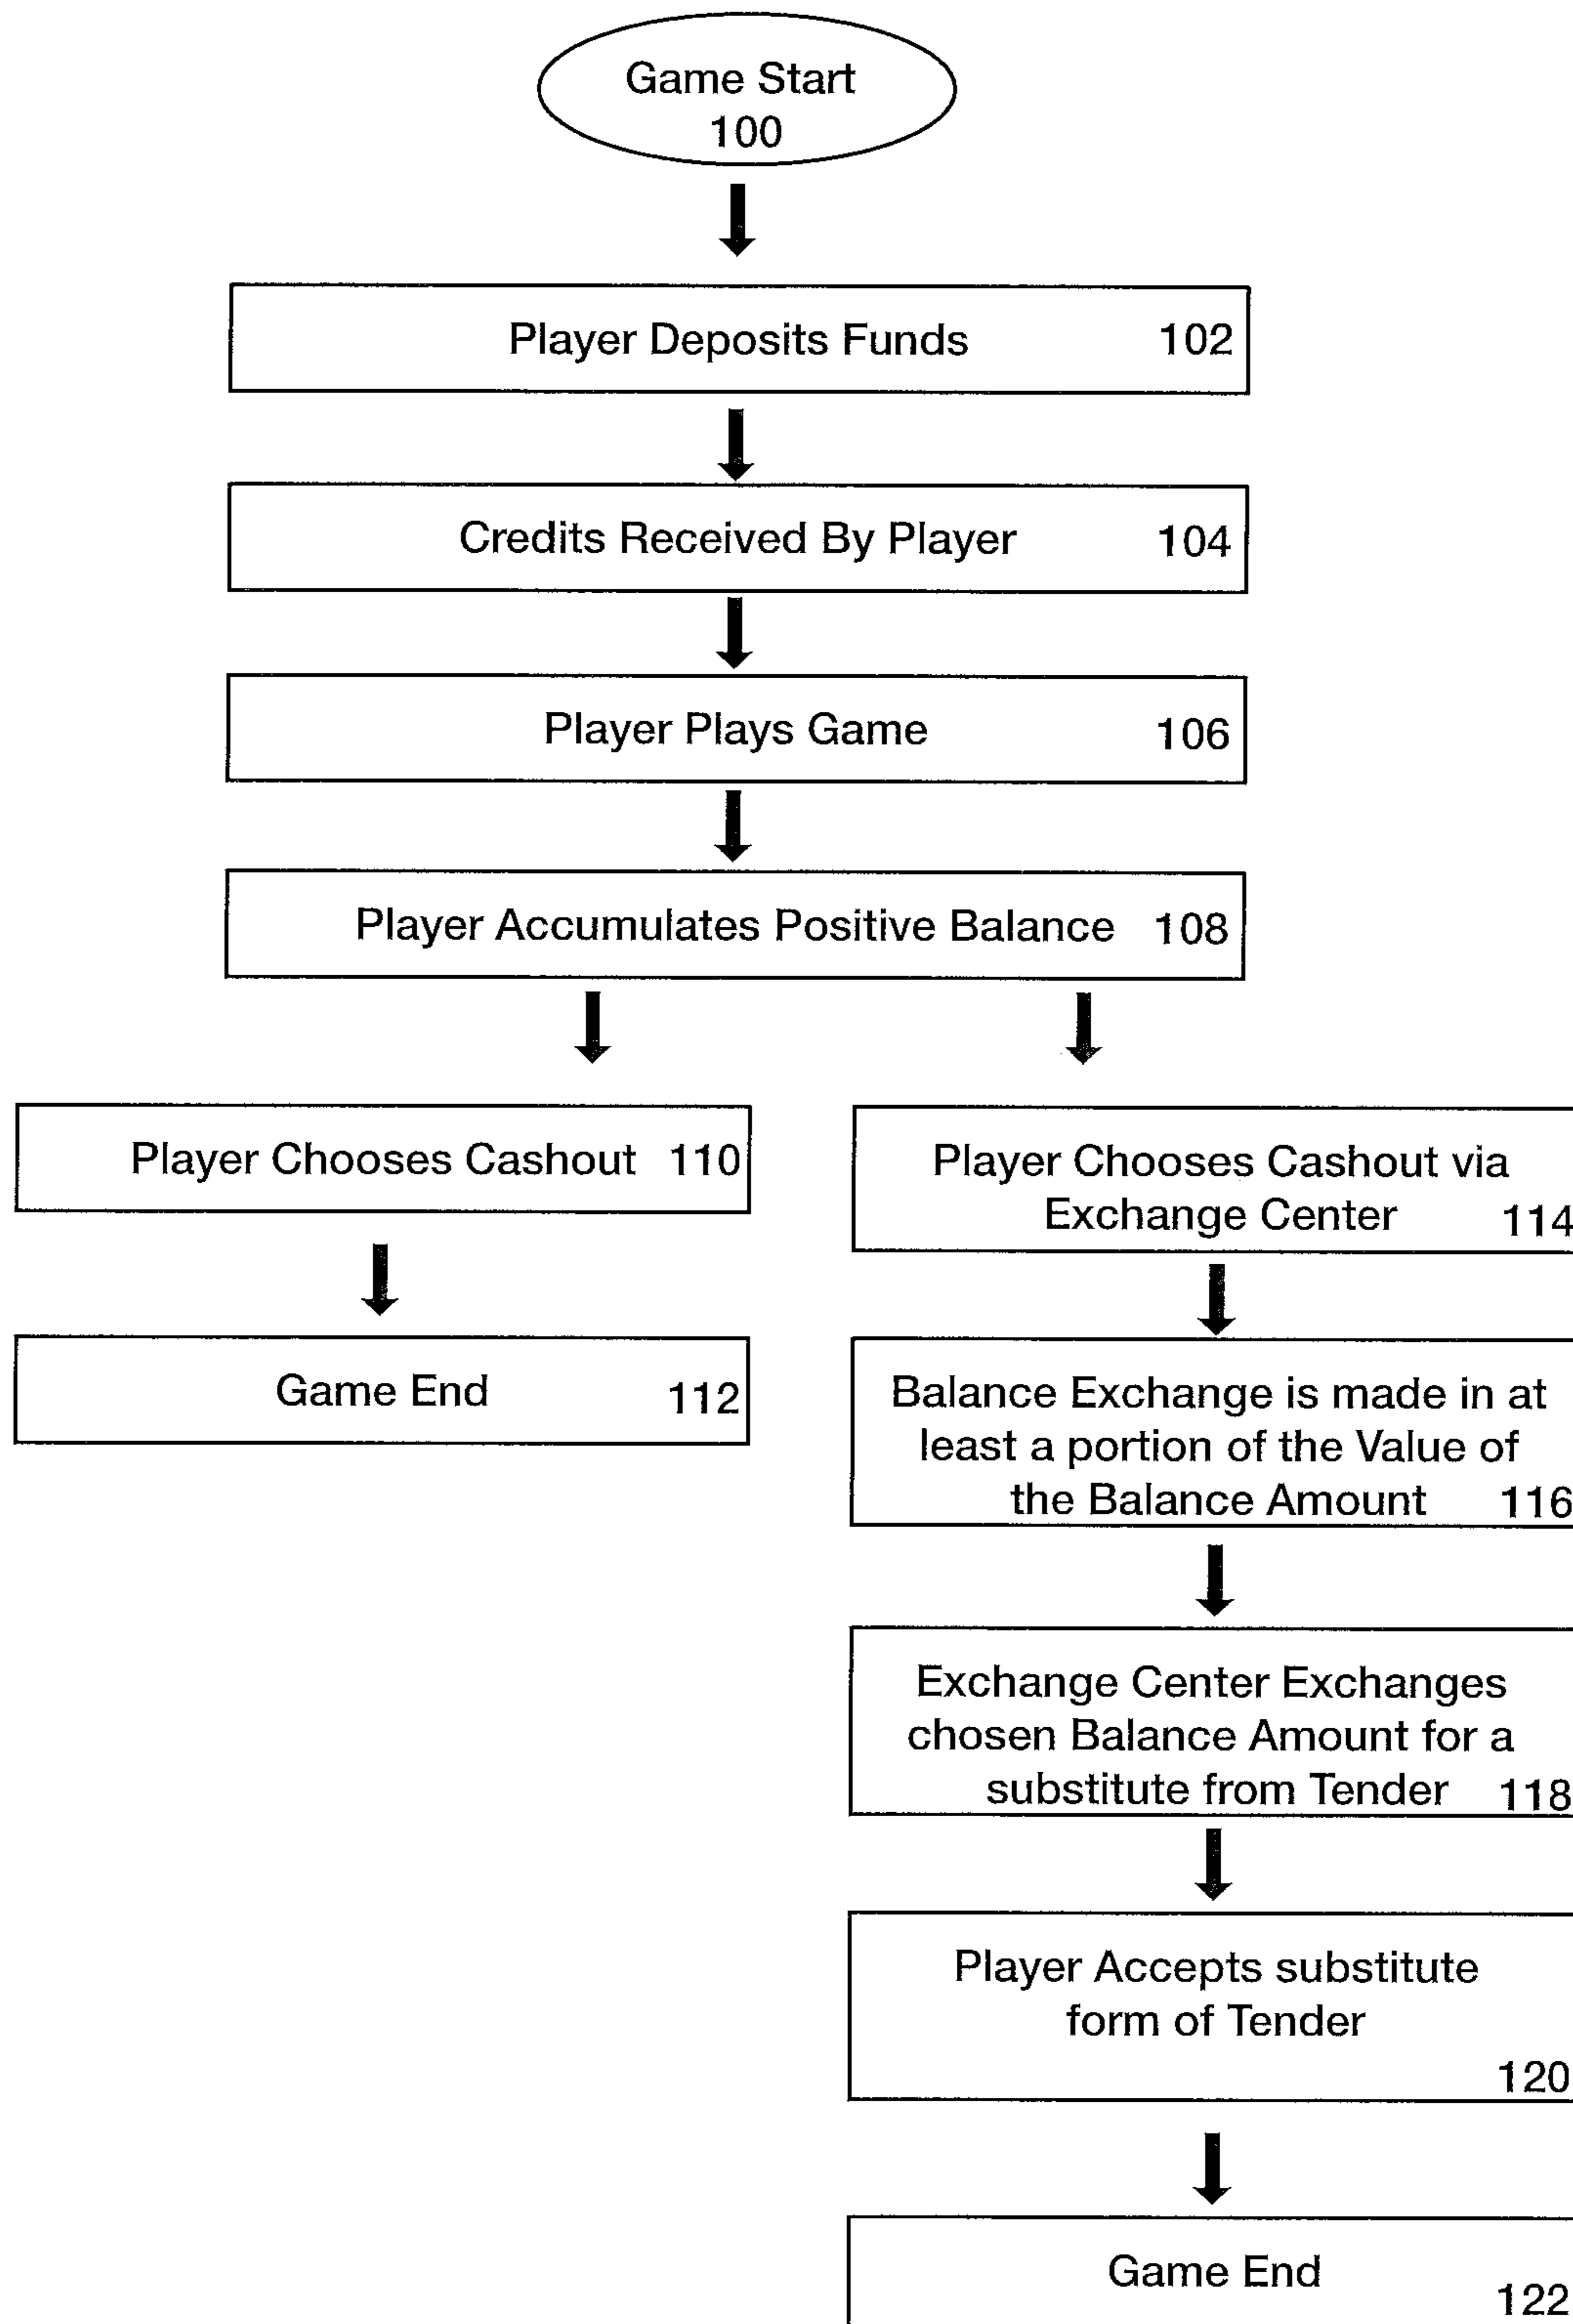 Game Start
100
Player Deposits Funds 102
Credits Received By Player 104
Player Plays Game 106
Player Accumulates Positive Balance 108
Player Chooses Cashout 110
Game End 112
Player Chooses Cashout via
Exchange Center 114
Balance Exchange is made in at
least a portion of the Value of
the Balance Amount 116
Exchange Center Exchanges
chosen Balance Amount for a
substitute from Tender 118
Player Accepts substitute
form of Tender
120
Game End
122